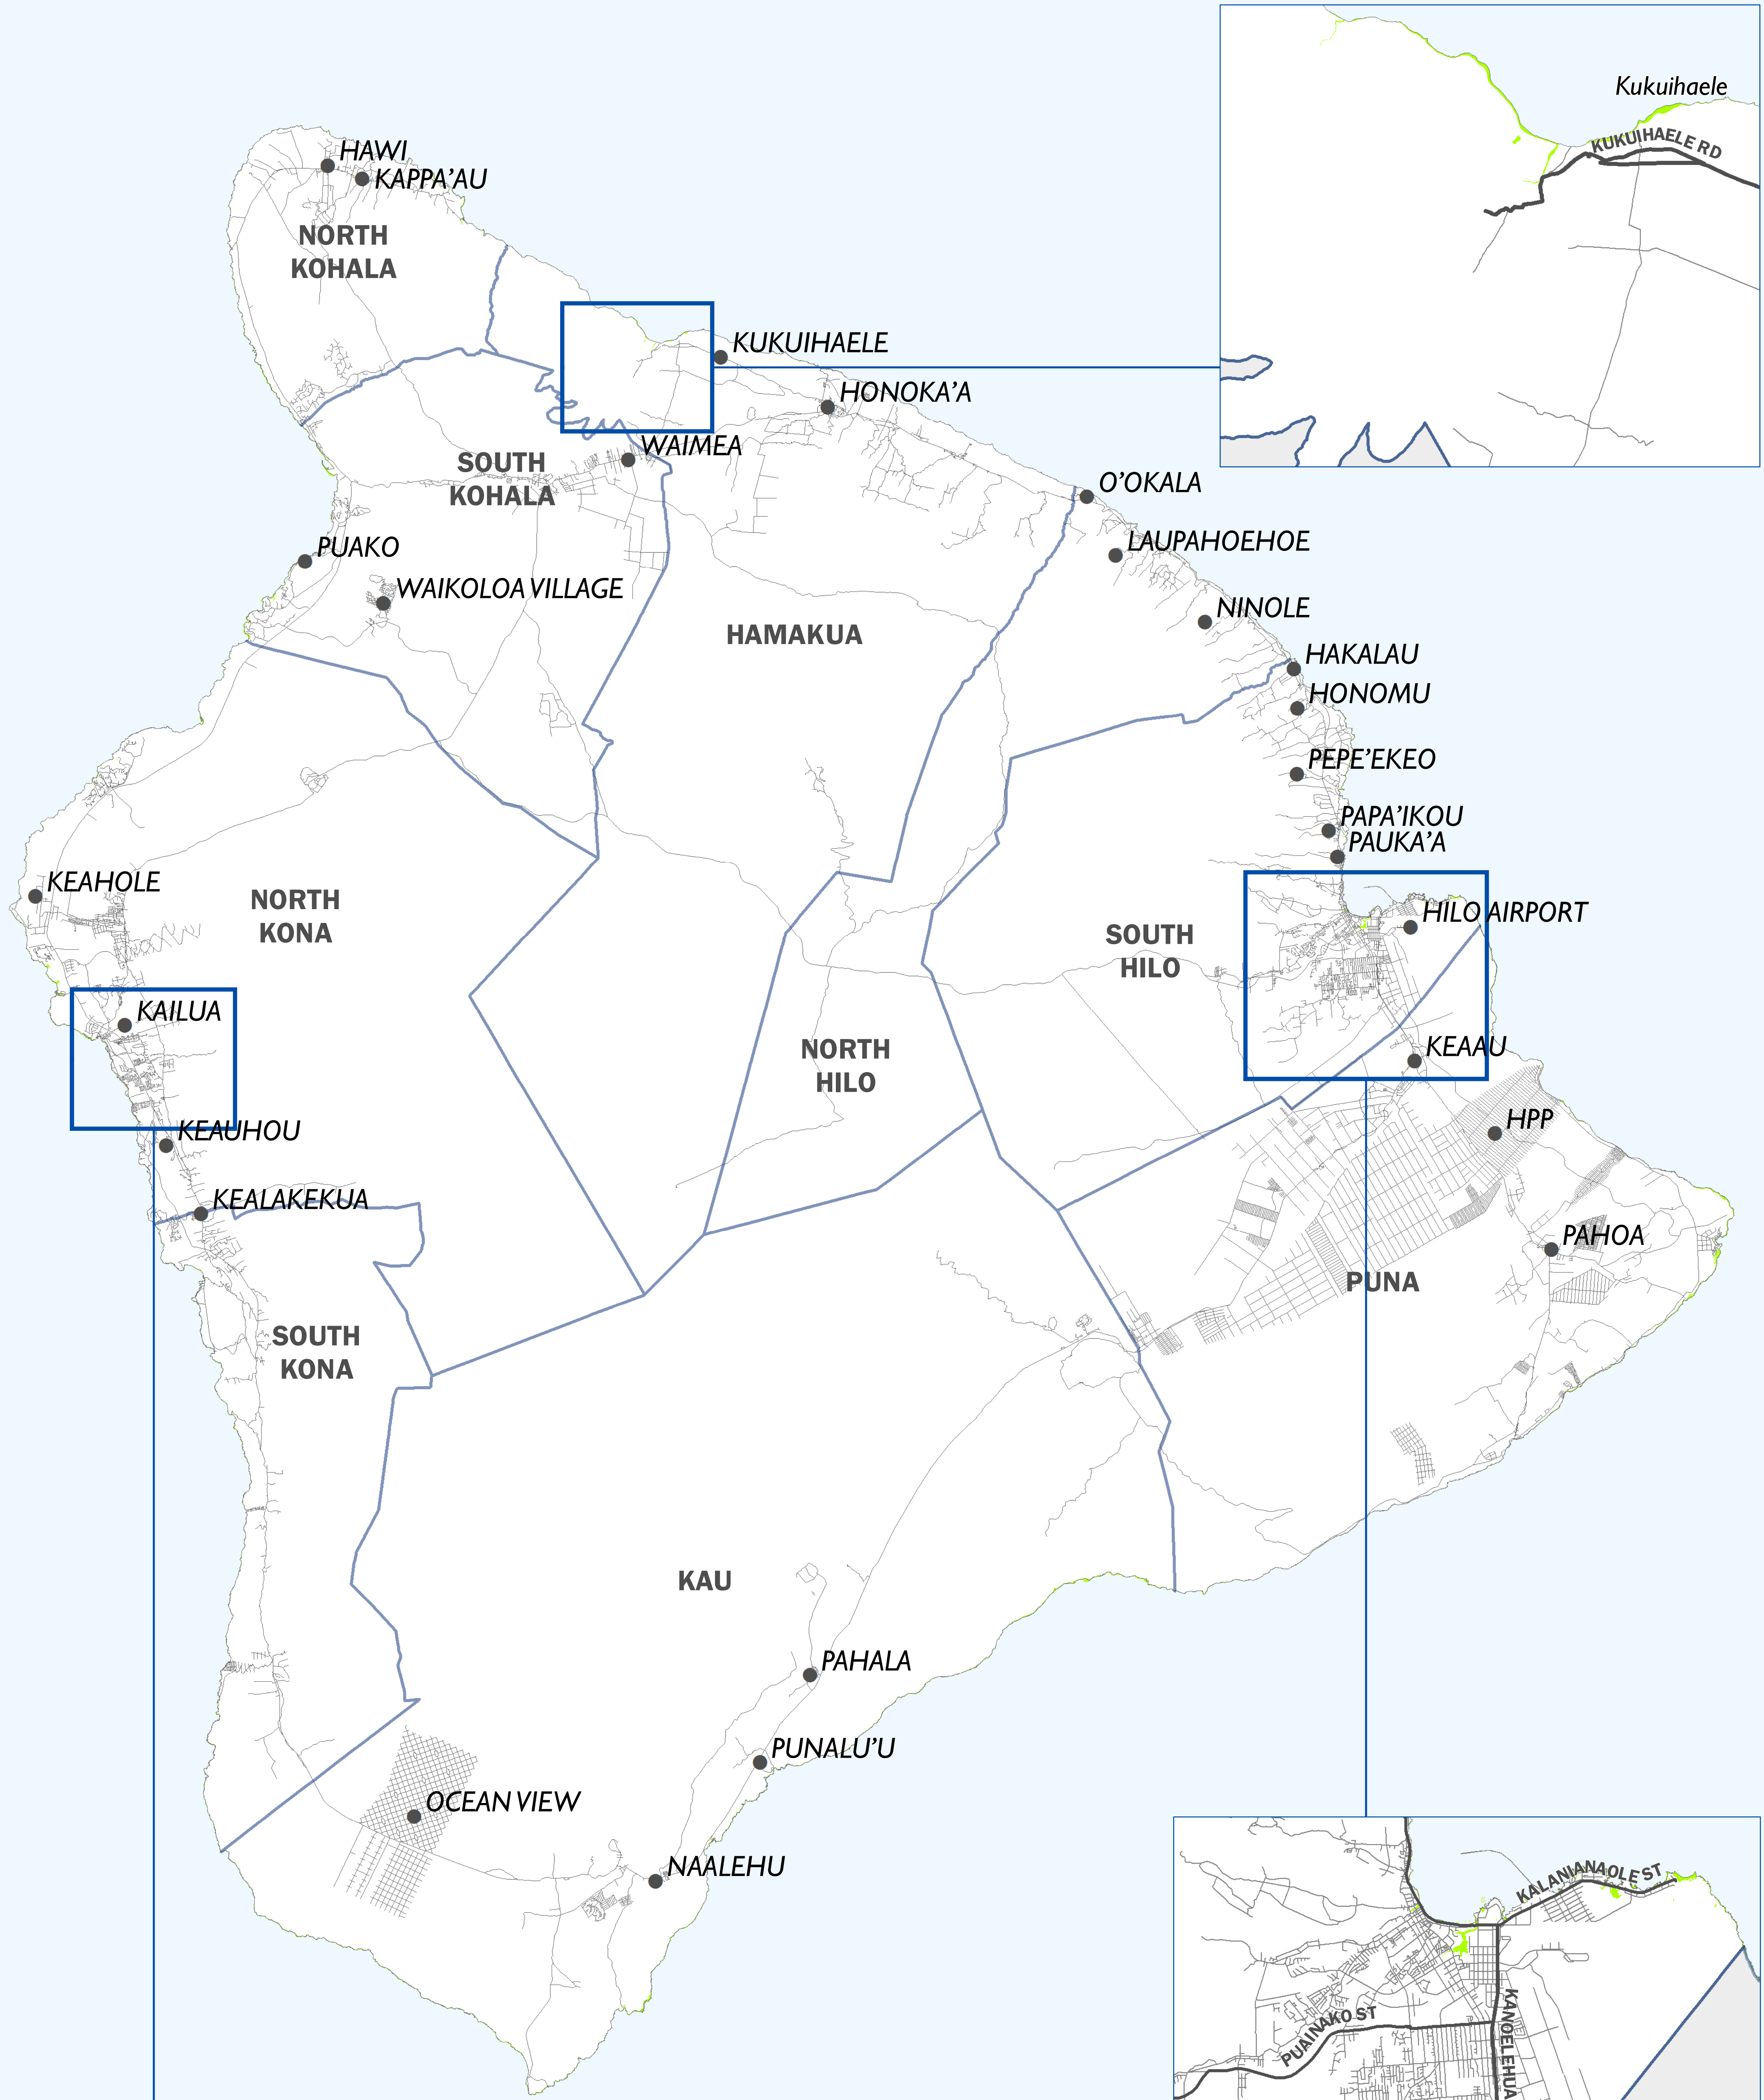 Kukuihaele
KUKUIHAELE RD
HAWI
KAPPA'AU
NORTH
KOHALA
KUKUIHAELE
HONOKA'A
WAIMEA
SOUTH
KOHALA
O'OKALA
LAUPAHOEHOE
PUAKO
WAIKOLOA VILLAGE
NINOLE
HAMAKUA
HAKALAU
HONOMU
PEPE'EKEO
PAPA'IKOU
PAUKA'A
KEAHOLE
NORTH
KONA
HILO AIRPORT
SOUTH
HILO
KAILUA
KEAAU
NORTH
HILO
HPP
KEAUHOU
KEALAKEKUA
PAHOA
PUNA
SOUTH
KONA
KAU
PAHALA
PUNALU'U
OCEAN VIEW
NAALEHU
KALANIANAOLE ST
PUAINAKO ST
KANOELEHUA